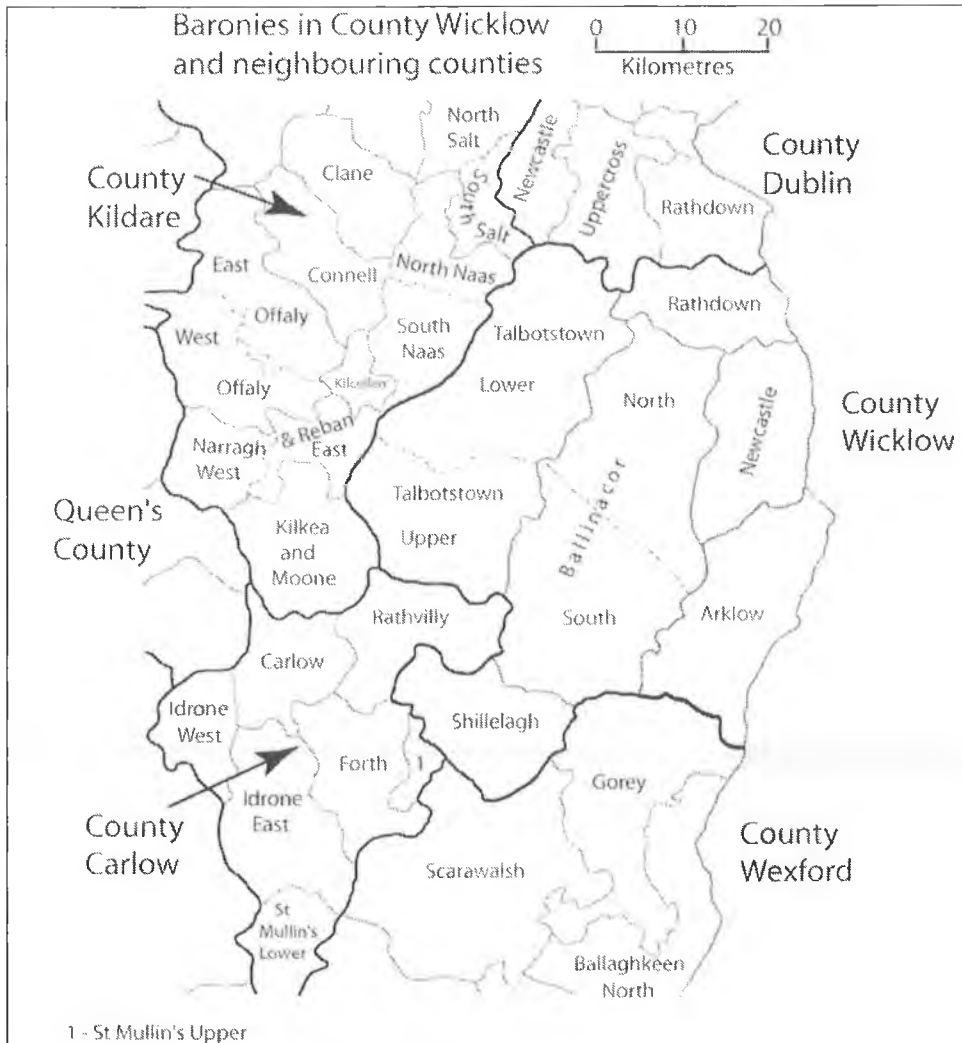 Baronies in County Wicklow
and neighbouring counties
0 10 20
Kilometres
North
Salt
South
Salt
Newcastle
Uppercross
Rathdown
County
Dublin
County
Kildare
Clane
East
Offaly
Connell
North Naas
South
Naas
West
Offaly
Kilcullen
Narragh
West
& Reban
East
Talbotstown
Lower
Rathdown
North
Ballinacor
South
Newcastle
County
Wicklow
Queen's
County
Kilkea
and
Moone
Talbotstown
Upper
Arklow
Rathvilly
Carlow
Idrone
West
Forth
1
Shillelagh
Gorey
Idrone
East
County
Carlow
Scarawalsh
County
Wexford
St
Mullin's
Lower
Ballaghkeen
North
1 - St Mullin's Upper